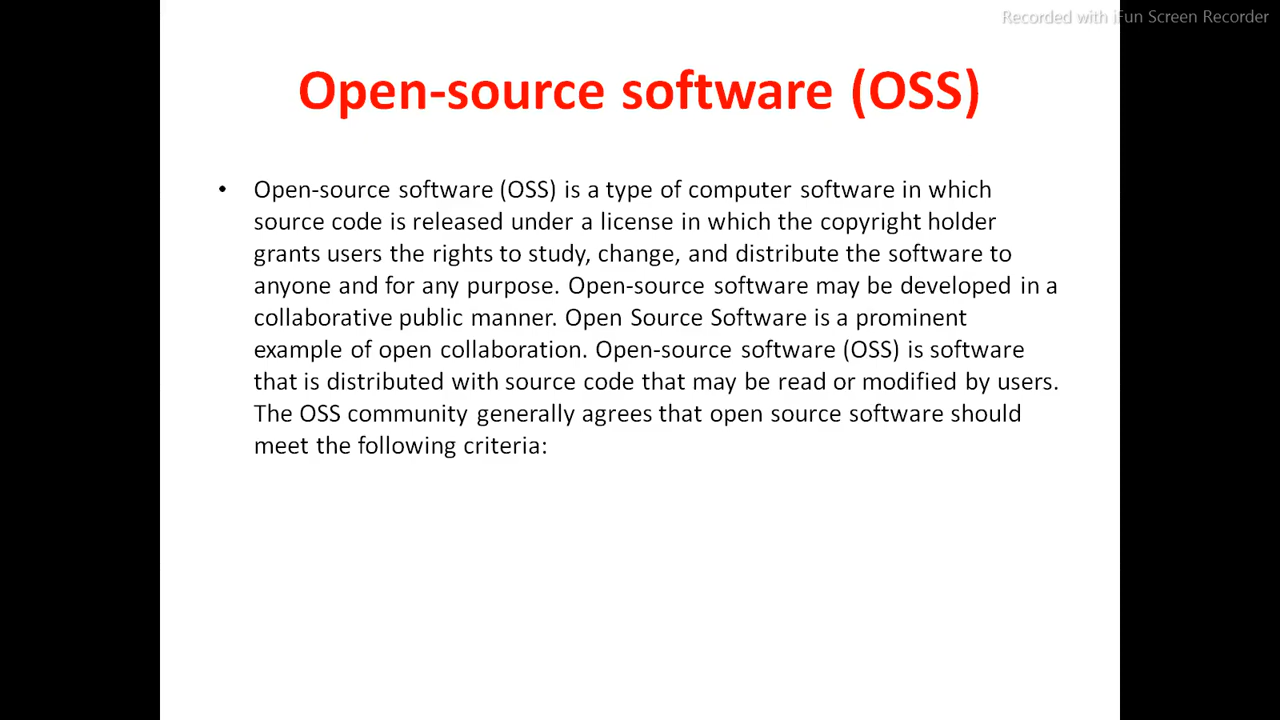 Recorded with iFun Screen Recorder
Open-source software (OSS)
• Open-source software (OSS) is a type of computer software in which
source code is released under a license in which the copyright holder
grants users the rights to study, change, and distribute the software to
anyone and for any purpose. Open-source software may be developed in a
collaborative public manner. Open Source Software is a prominent
example of open collaboration. Open-source software (OSS) is software
that is distributed with source code that may be read or modified by users.
The OSS community generally agrees that open source software should
meet the following criteria: